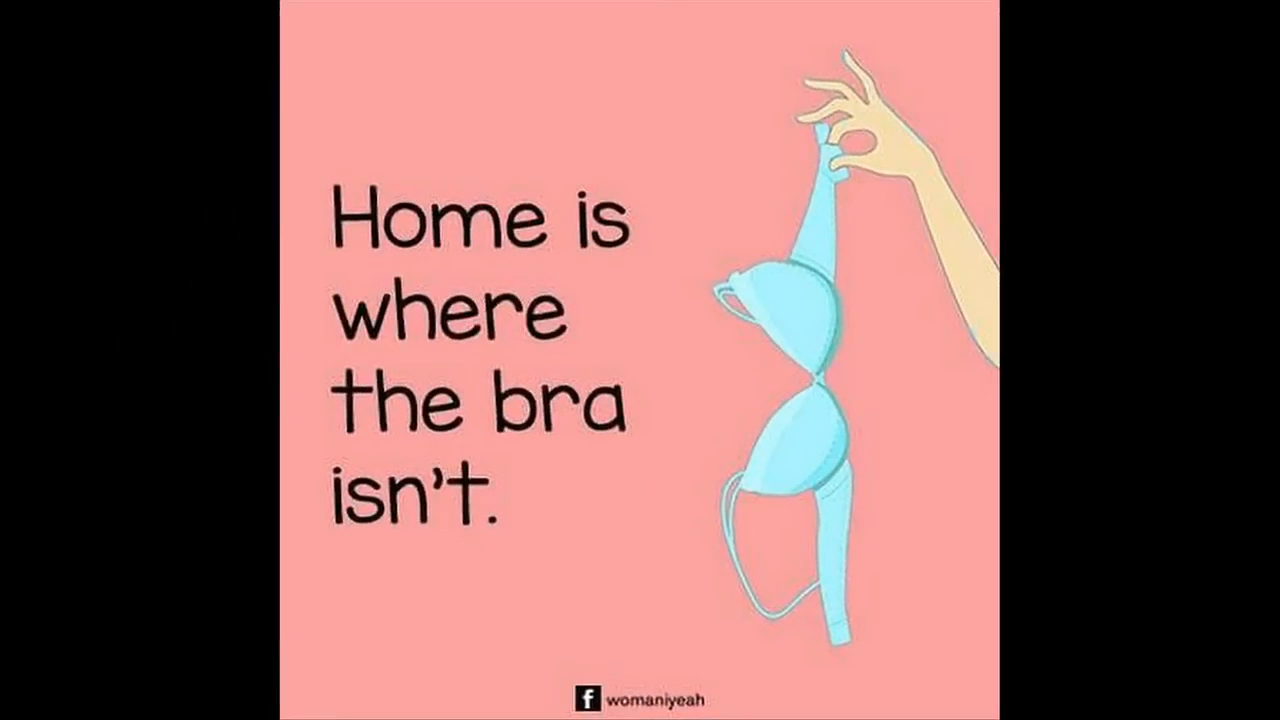 Home is
where
the bra
isn't.
f womaniyeah